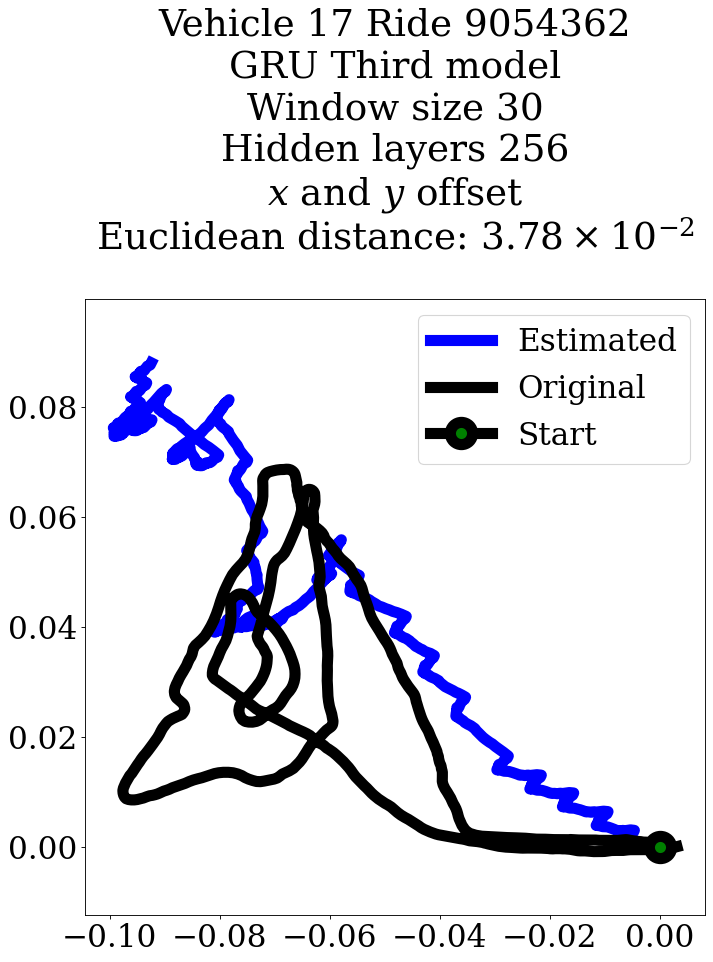 Vehicle 17 Ride 9054362
GRU Third model
Window size 30
Hidden layers 256
x and y offset
Euclidean distance: 3.78 × 10⁻²
Estimated
Original
Start
0.08
0.06
0.04
0.02
0.00
−0.10 −0.08 −0.06 −0.04 −0.02 0.00